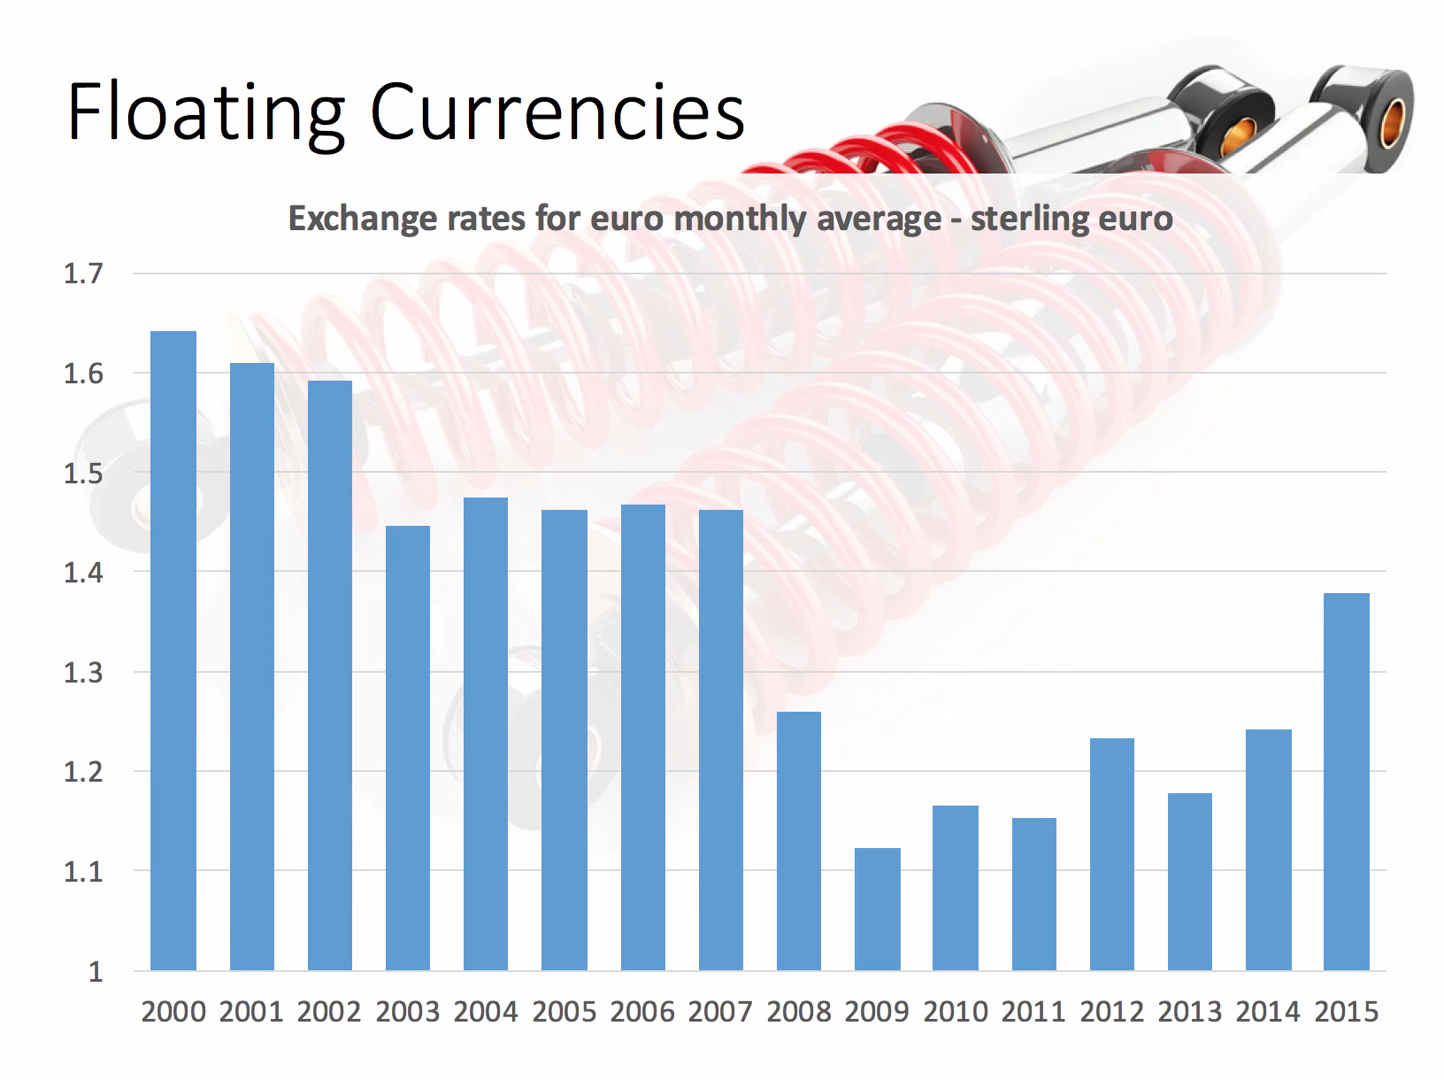 Floating Currencies
Exchange rates for euro monthly average - sterling euro
1.7
1.6
1.5
1.4
1.3
1.2
1.1
1
2000 2001 2002 2003 2004 2005 2006 2007 2008 2009 2010 2011 2012 2013 2014 2015